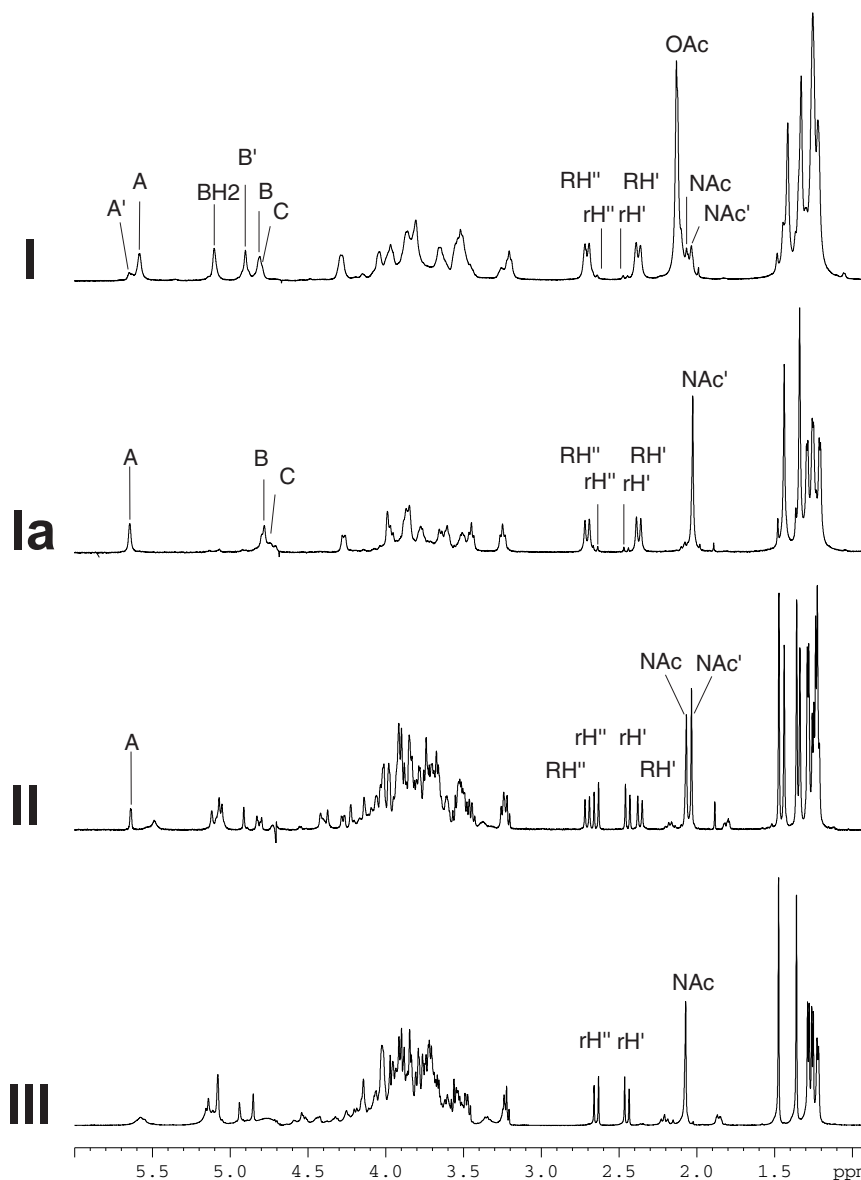 OAc
I
A'
A
BH2
B'
B
C
RH"
rH"
rH'
RH'
NAc
NAc'
Ia
A
B
C
RH"
rH"
rH'
RH'
NAc'
II
A
RH"
rH"
rH'
RH'
NAc
NAc'
III
rH"
rH'
NAc
5.5 5.0 4.0 3.5 3.0 2.5 2.0 1.5 ppm